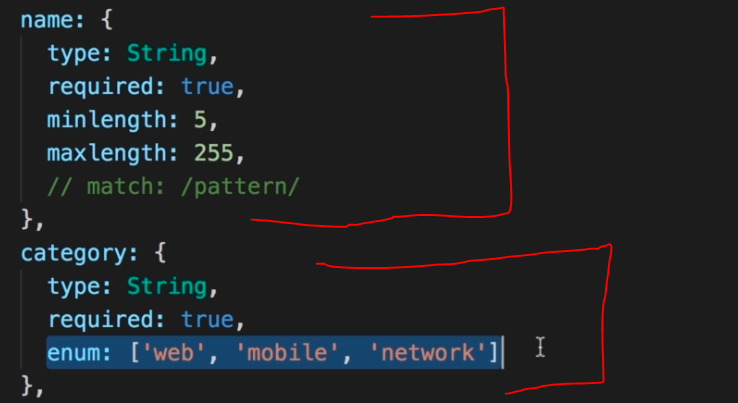 name: {
type: String,
required: true,
minlength: 5,
maxlength: 255,
// match: /pattern/
},
category: {
type: String,
required: true,
enum: ['web', 'mobile', 'network']
},